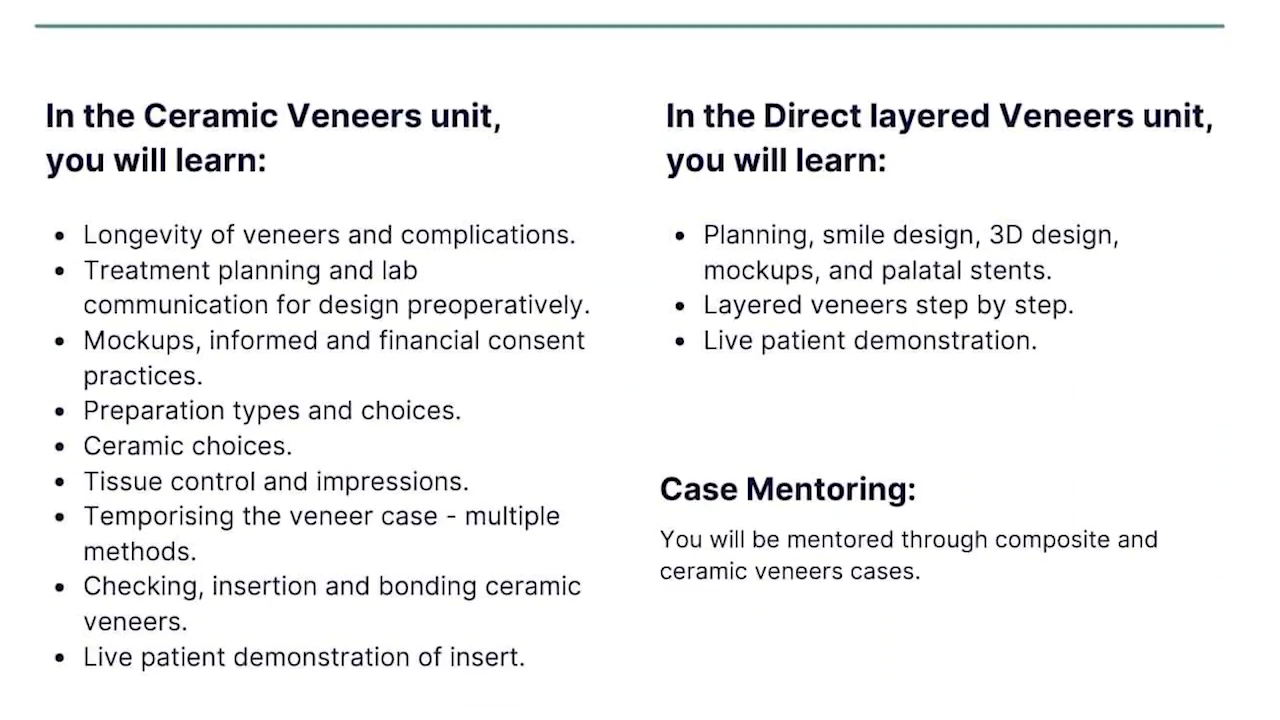 In the Ceramic Veneers unit,
you will learn:
• Longevity of veneers and complications.
• Treatment planning and lab
communication for design preoperatively.
• Mockups, informed and financial consent
practices.
• Preparation types and choices.
• Ceramic choices.
• Tissue control and impressions.
• Temporising the veneer case - multiple
methods.
• Checking, insertion and bonding ceramic
veneers.
• Live patient demonstration of insert.
In the Direct layered Veneers unit,
you will learn:
• Planning, smile design, 3D design,
mockups, and palatal stents.
• Layered veneers step by step.
• Live patient demonstration.
Case Mentoring:
You will be mentored through composite and
ceramic veneers cases.